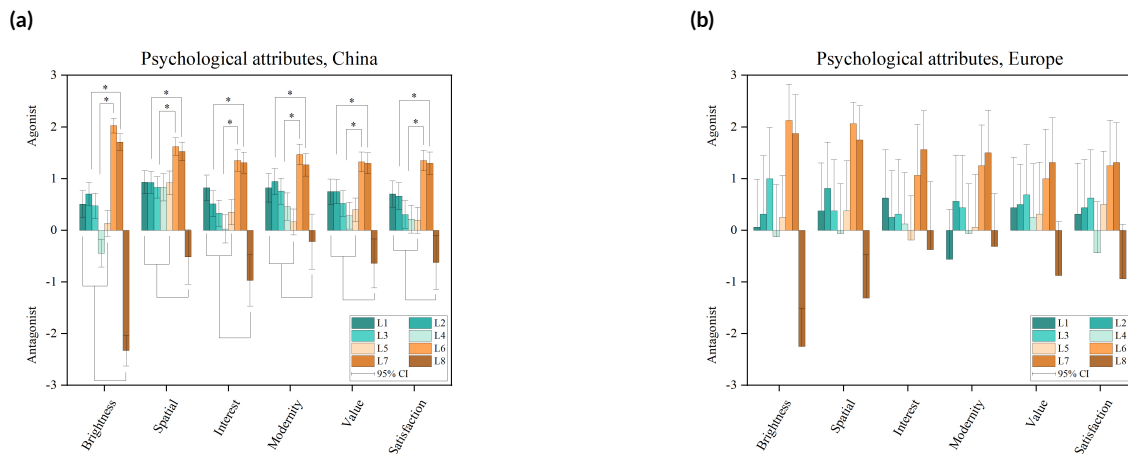 (a)
Psychological attributes, China
Agonist
Antagonist
3
2
1
0
-1
-2
-3
*
*
*
*
*
*
*
*
*
*
*
*
L1 L2
L3 L4
L5 L6
L7 L8
95% CI
Brightness
Spatial
Interest
Modernity
Value
Satisfaction
(b)
Psychological attributes, Europe
Agonist
Antagonist
3
2
1
0
-1
-2
-3
L1 L2
L3 L4
L5 L6
L7 L8
95% CI
Brightness
Spatial
Interest
Modernity
Value
Satisfaction